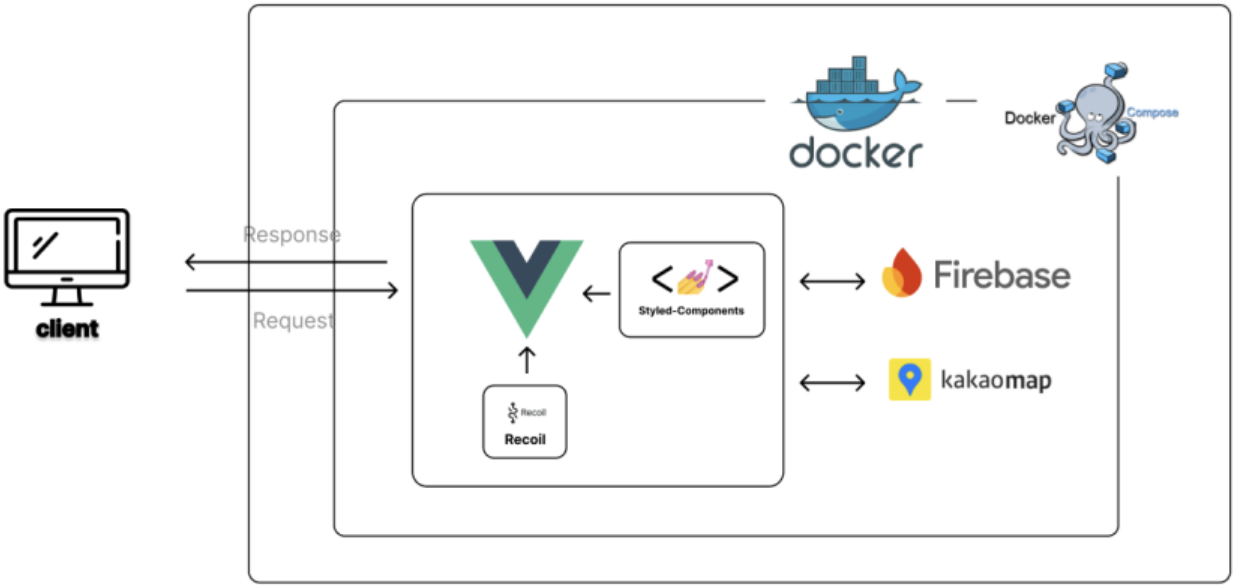 docker
Docker Compose
Response
Request
client
Styled-Components
Recoil
Recoil
Firebase
kakaomap